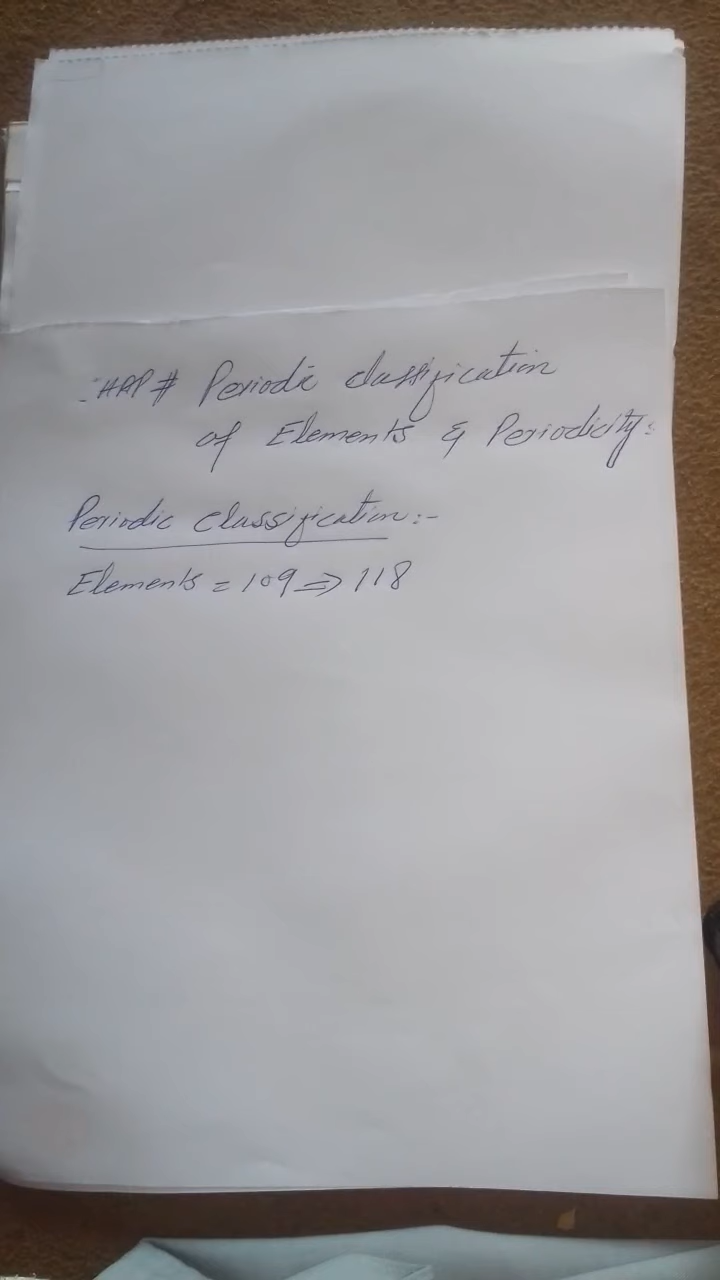 CHAP # Periodic classification
of Elements & Periodicity:
Periodic classification:-
Elements = 109 => 118